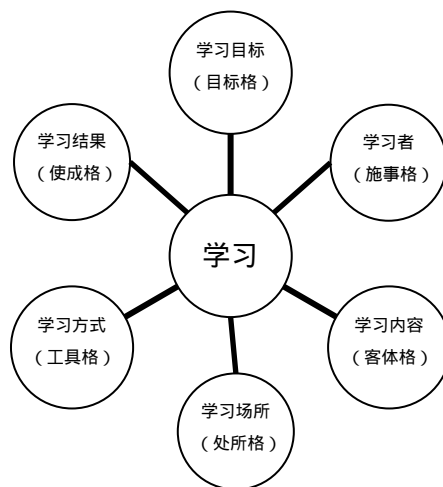 学习目标
（目标格）
学习结果
（使成格）
学习者
（施事格）
学习
学习方式
（工具格）
学习内容
（客体格）
学习场所
（处所格）